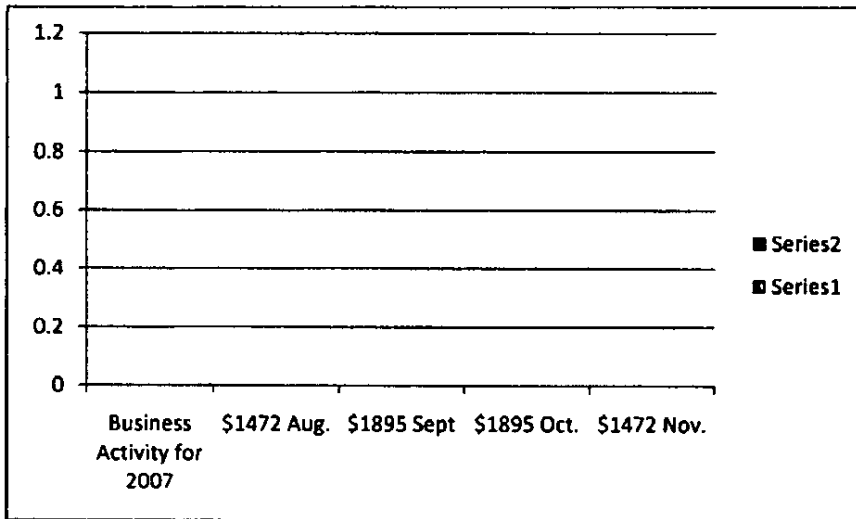 1.2
1
0.8
0.6
0.4
0.2
0
Series2
Series1
Business Activity for 2007
$1472 Aug.
$1895 Sept
$1895 Oct.
$1472 Nov.